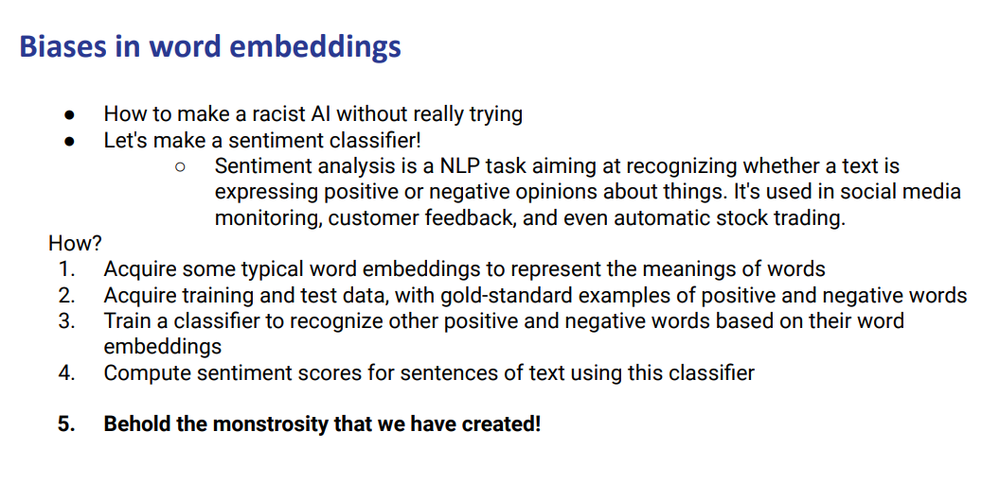 Biases in word embeddings
● How to make a racist AI without really trying
● Let's make a sentiment classifier!
○ Sentiment analysis is a NLP task aiming at recognizing whether a text is
expressing positive or negative opinions about things. It's used in social media
monitoring, customer feedback, and even automatic stock trading.
How?
1. Acquire some typical word embeddings to represent the meanings of words
2. Acquire training and test data, with gold-standard examples of positive and negative words
3. Train a classifier to recognize other positive and negative words based on their word
embeddings
4. Compute sentiment scores for sentences of text using this classifier
5. Behold the monstrosity that we have created!